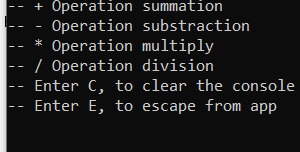 -- + Operation summation
-- - Operation substraction
-- * Operation multiply
-- / Operation division
-- Enter C, to clear the console
-- Enter E, to escape from app